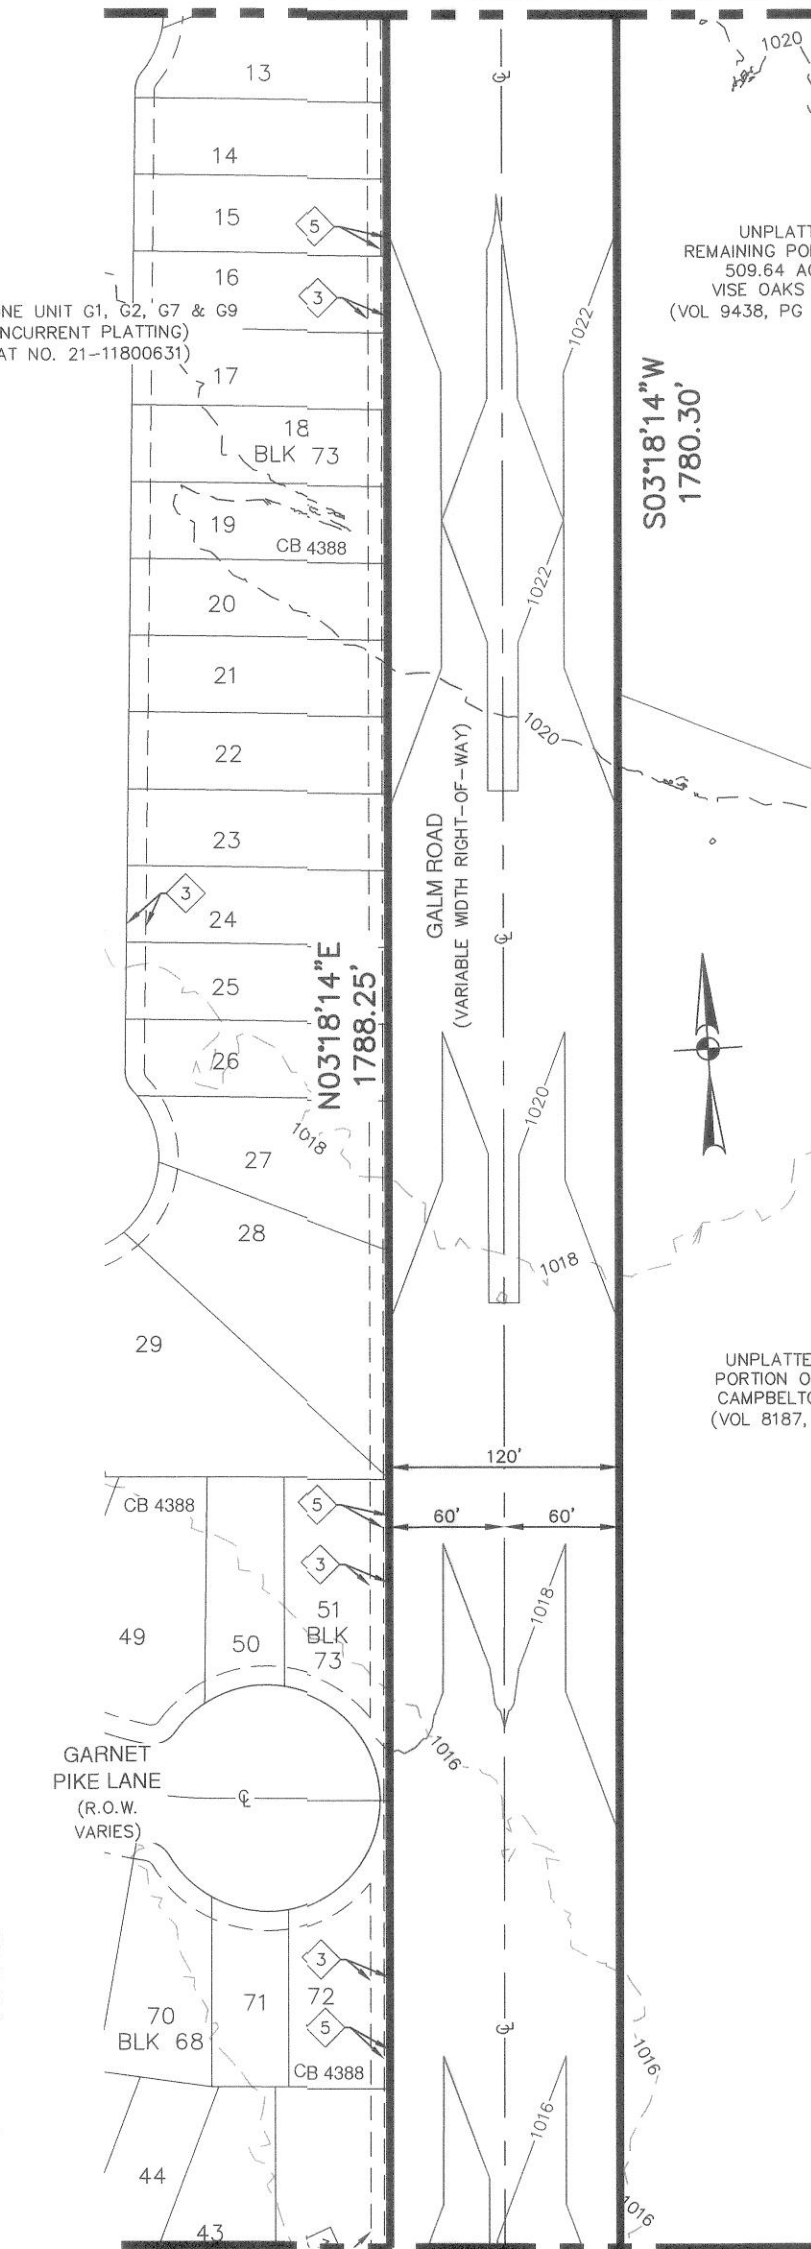 1020
13
14
15
5
UNPLATT
REMAINING
509.64
VISE OAKS
(VOL 9438, PG
16
3
UNIT G1, G2, G7 & G9
PLATTING)
NO. 21-11800631)
1022
17
S03°18'14"W
1780.30'
18
BLK 73
19
CB 4388
20
1022
21
1020
22
GALM ROAD
(VARIABLE WIDTH RIGHT-OF-WAY)
23
3
24
25
N03°18'14"E
1788.25'
26
1018
27
1020
28
1018
29
UNPLATTE
PORTION
CAMPBELTO
(VOL 8187,
120'
CB 4388
5
60'
60'
3
51
BLK
73
49
50
1018
1016
GARNET
PIKE LANE
(R.O.W.
VARIES)
3
70
BLK 68
71
72
5
CB 4388
1016
1016
44
43
1016